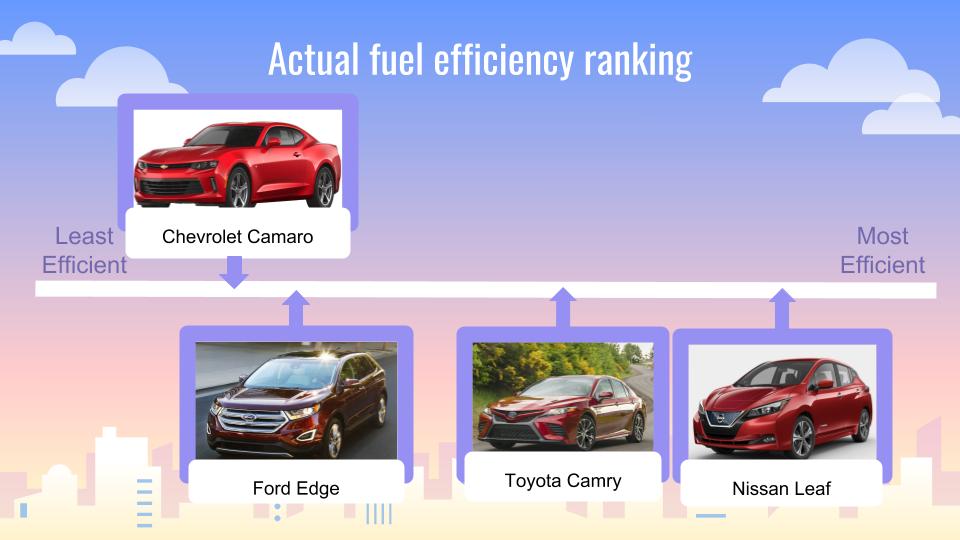 Actual fuel efficiency ranking
Chevrolet Camaro
Least
Efficient
Most
Efficient
Ford Edge
Toyota Camry
Nissan Leaf